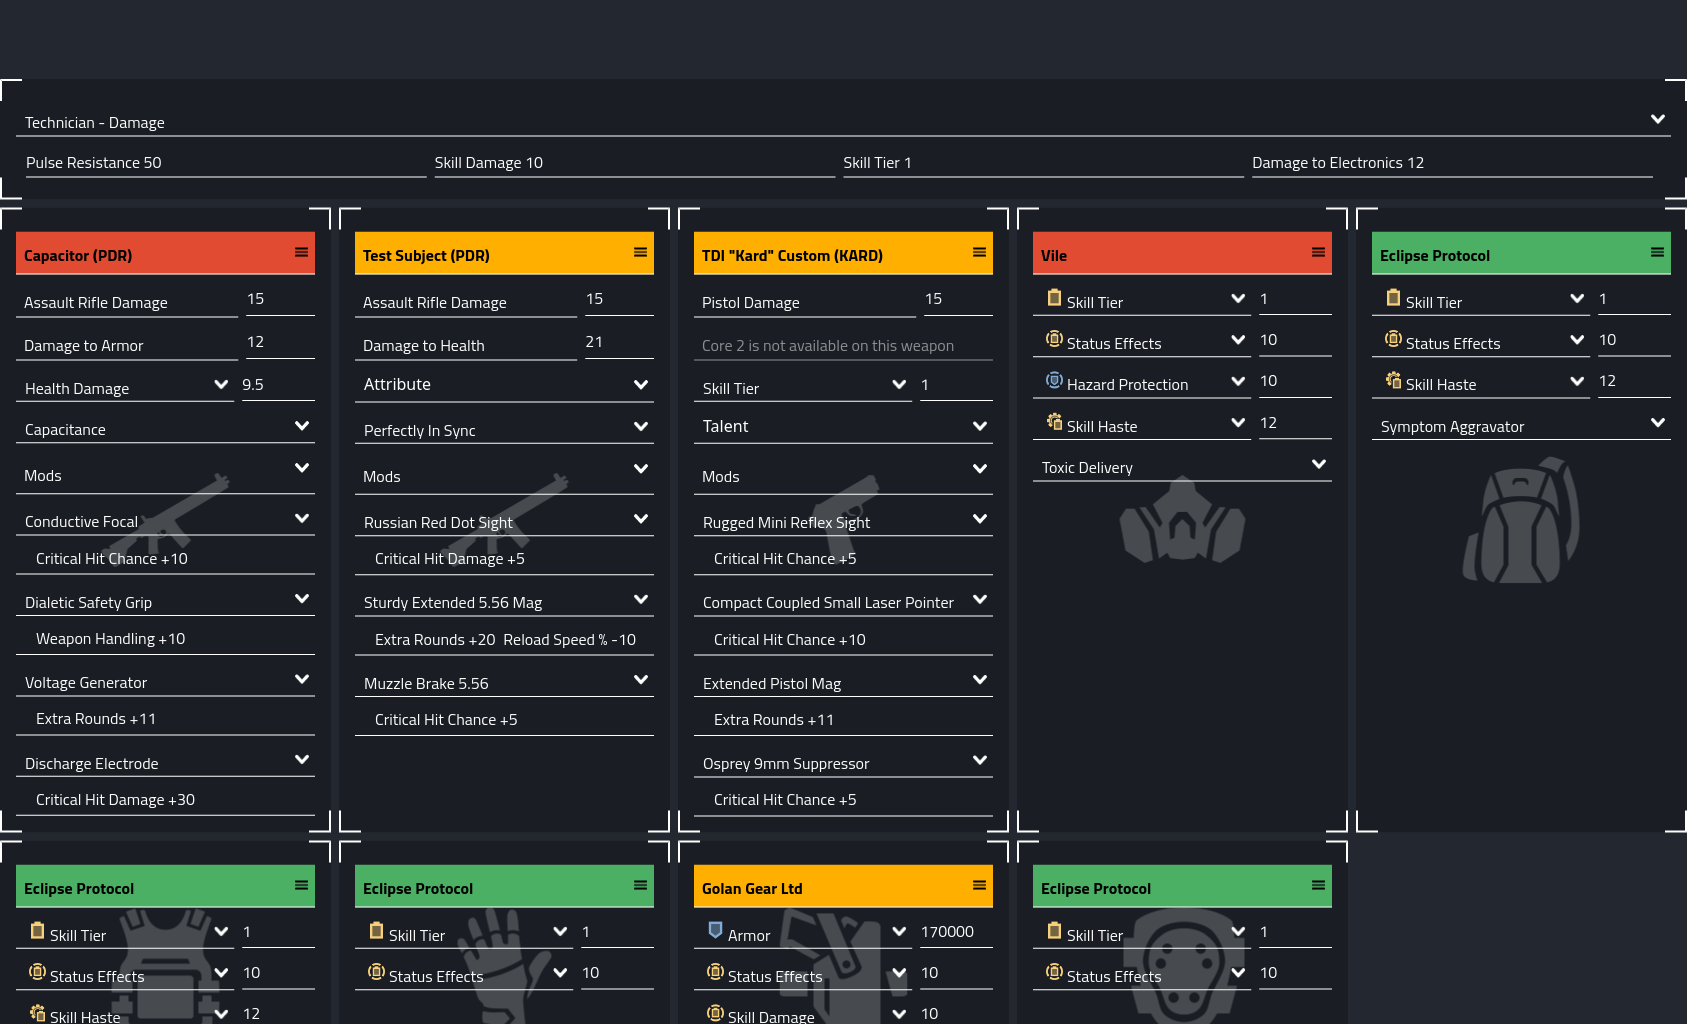 Technician - Damage
Pulse Resistance 50 Skill Damage 10 Skill Tier 1 Damage to Electronics 12
Capacitor (PDR)
Assault Rifle Damage 15
Damage to Armor 12
Health Damage 9.5
Capacitance
Mods
Conductive Focal
Critical Hit Chance +10
Dialetic Safety Grip
Weapon Handling +10
Voltage Generator
Extra Rounds +11
Discharge Electrode
Critical Hit Damage +30
Test Subject (PDR)
Assault Rifle Damage 15
Damage to Health 21
Attribute
Perfectly In Sync
Mods
Russian Red Dot Sight
Critical Hit Damage +5
Sturdy Extended 5.56 Mag
Extra Rounds +20 Reload Speed % -10
Muzzle Brake 5.56
Critical Hit Chance +5
TDI "Kard" Custom (KARD)
Pistol Damage 15
Core 2 is not available on this weapon
Skill Tier 1
Talent
Mods
Rugged Mini Reflex Sight
Critical Hit Chance +5
Compact Coupled Small Laser Pointer
Critical Hit Chance +10
Extended Pistol Mag
Extra Rounds +11
Osprey 9mm Suppressor
Critical Hit Chance +5
Vile
Skill Tier 1
Status Effects 10
Hazard Protection 10
Skill Haste 12
Toxic Delivery
Eclipse Protocol
Skill Tier 1
Status Effects 10
Skill Haste 12
Symptom Aggravator
Eclipse Protocol
Skill Tier 1
Status Effects 10
Skill Haste 12
Eclipse Protocol
Skill Tier 1
Status Effects 10
Golan Gear Ltd
Armor 170000
Status Effects 10
Skill Damage 10
Eclipse Protocol
Skill Tier 1
Status Effects 10